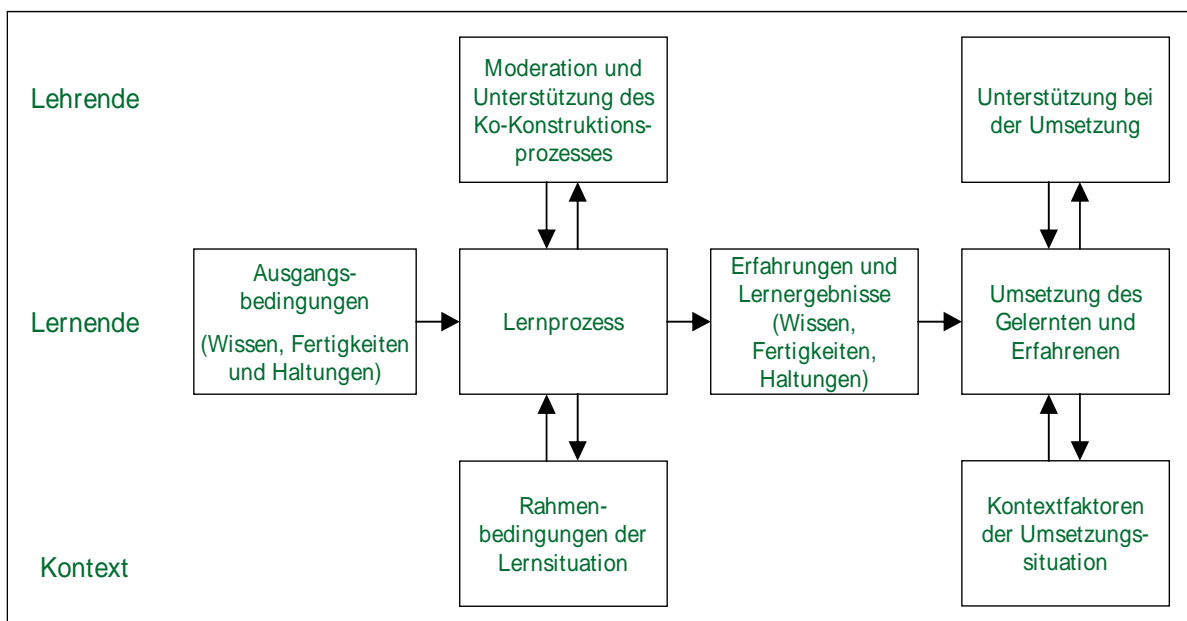 Lehrende
Moderation und
Unterstützung des
Ko-Konstruktions-
prozesses
Unterstützung bei
der Umsetzung
Lernende
Ausgangs-
bedingungen
(Wissen, Fertigkeiten
und Haltungen)
Lernprozess
Erfahrungen und
Lernergebnisse
(Wissen,
Fertigkeiten,
Haltungen)
Umsetzung des
Gelernten und
Erfahrenen
Kontext
Rahmen-
bedingungen der
Lernsituation
Kontextfaktoren
der Umsetzungs-
situation